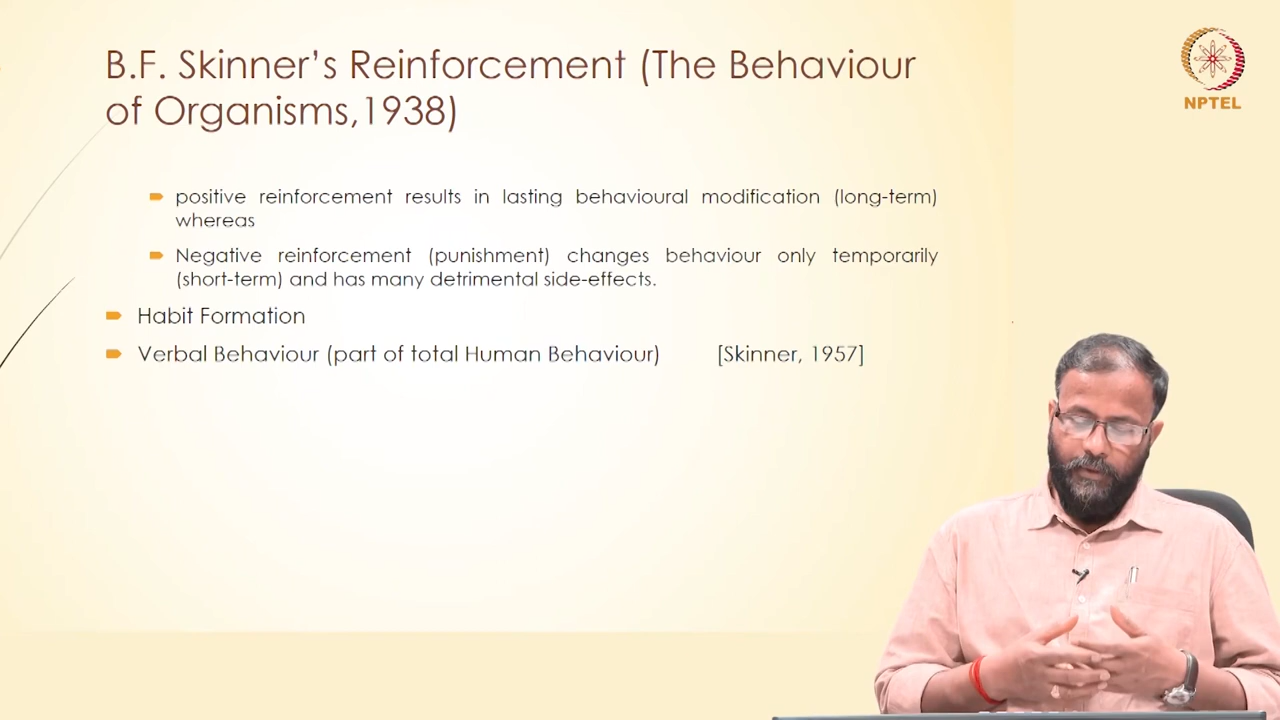 B.F. Skinner's Reinforcement (The Behaviour
of Organisms,1938)
NPTEL
positive reinforcement results in lasting behavioural modification (long-term)
whereas
Negative reinforcement (punishment) changes behaviour only temporarily
(short-term) and has many detrimental side-effects.
Habit Formation
Verbal Behaviour (part of total Human Behaviour) [Skinner, 1957]